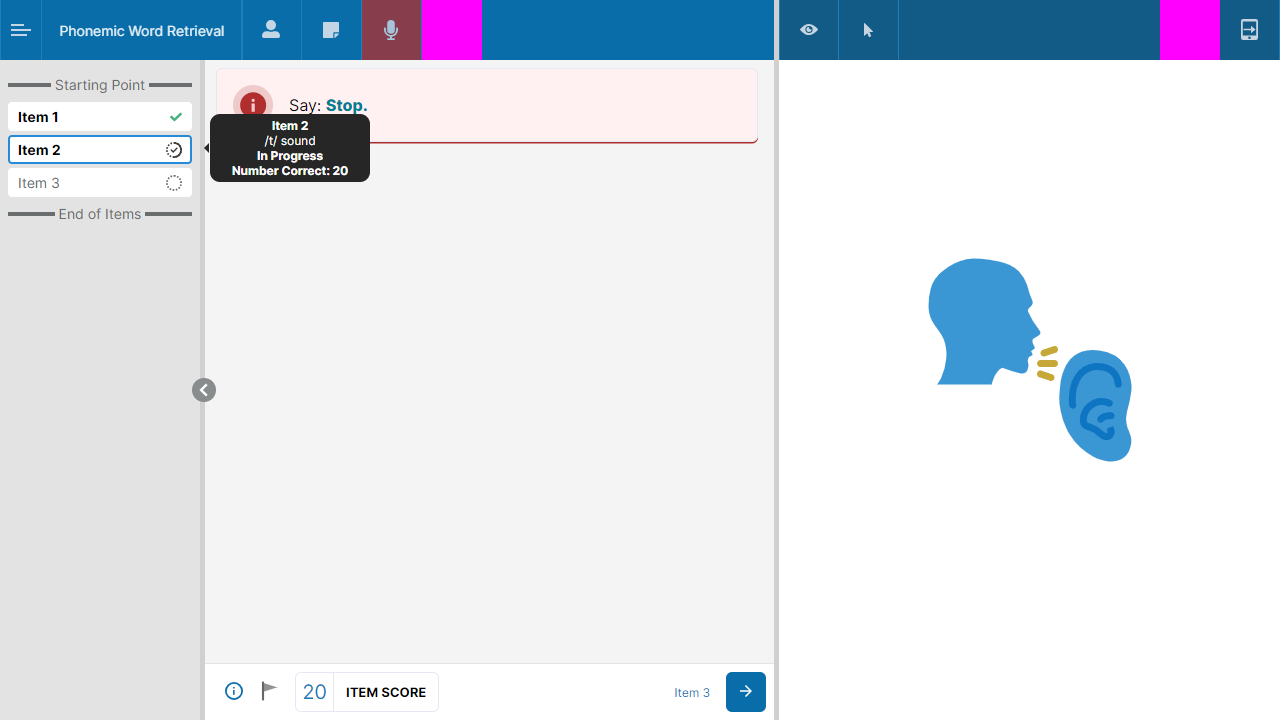 Phonemic Word Retrieval
Starting Point
Item 1
Item 2
Item 3
End of Items
Say: Stop.
Item 2
/t/ sound
In Progress
Number Correct: 20
20 ITEM SCORE
Item 3